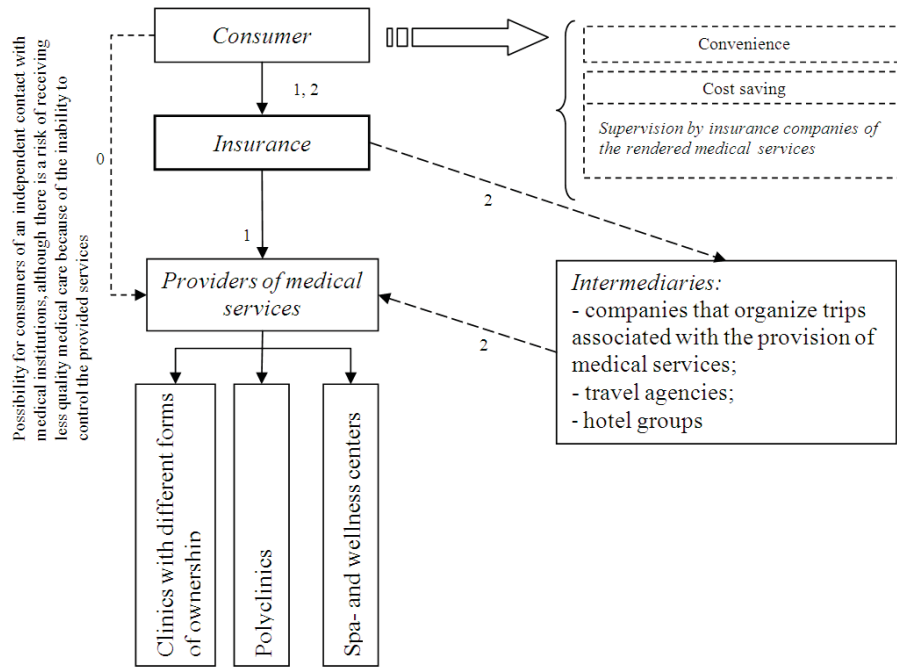 Consumer
Convenience
Cost saving
Supervision by insurance companies of
the rendered medical services
1, 2
Insurance
0
Possibility for consumers of an independent contact with
medical institutions, although there is a risk of receiving
less quality medical care because of the inability to
control the provided services
2
1
Providers of medical
services
2
Intermediaries:
- companies that organize trips
associated with the provision of
medical services;
- travel agencies;
- hotel groups
Clinics with different forms
of ownership
Polyclinics
Spa- and wellness centers